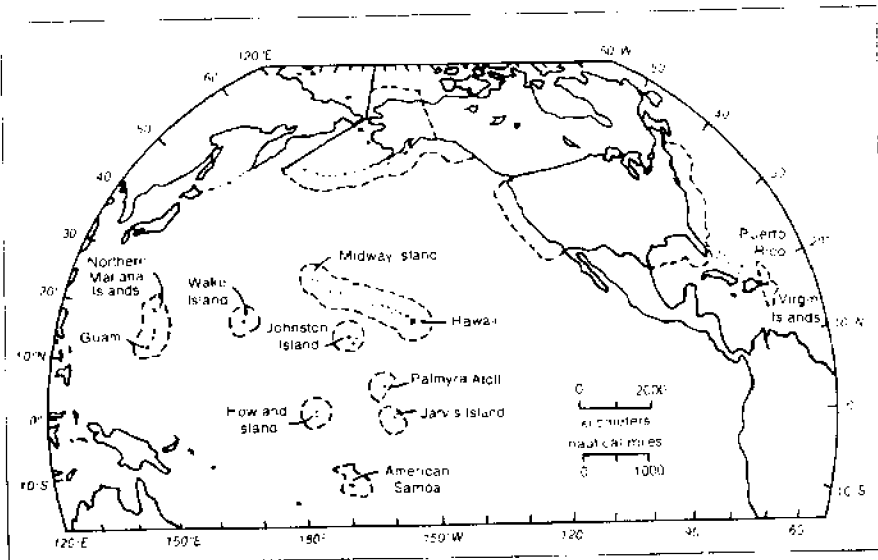 120°E
60°W
60
50
50
40
40
30
30
20°
20°
10°N
10°N
0°
0
10°S
10°S
Northern
Mariana
Islands
Guam
Wake
Island
Midway Island
Johnston
Island
Hawaii
Palmyra Atoll
Howland
Island
Jarvis Island
American
Samoa
Puerto
Rico
Virgin
Islands
0 2000
kilometers
nautical miles
0 1000
120°E
150°E
180°
150°W
120
90
60